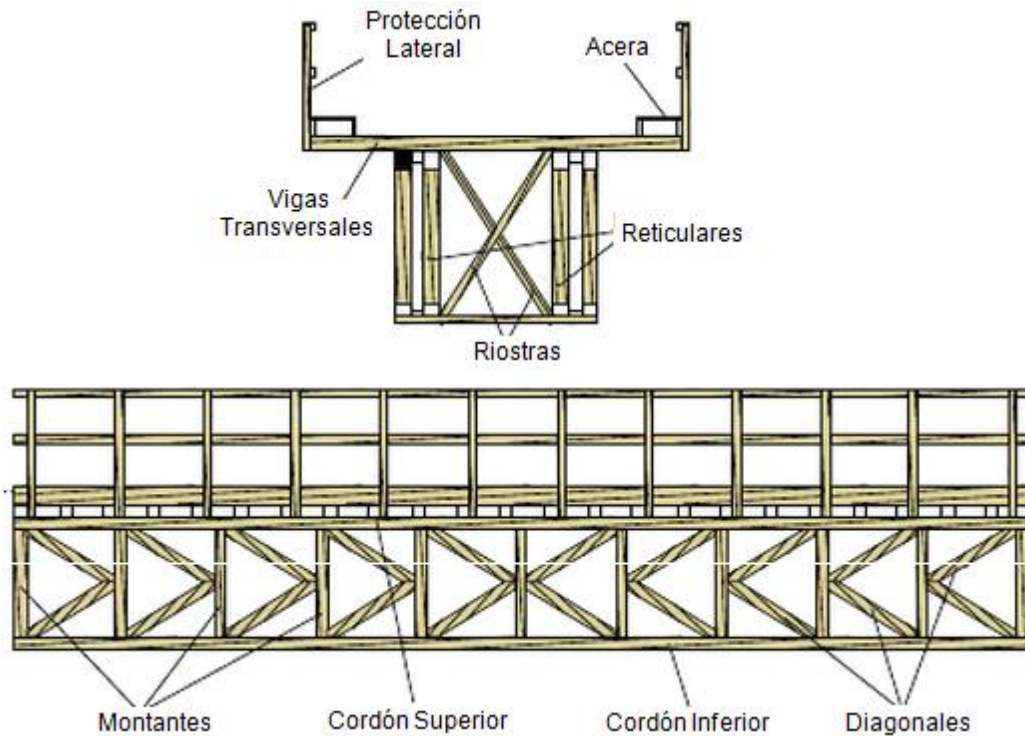 Protección
Lateral
Acera
Vigas
Transversales
Reticulares
Riostras
Montantes
Cordón Superior
Cordón Inferior
Diagonales